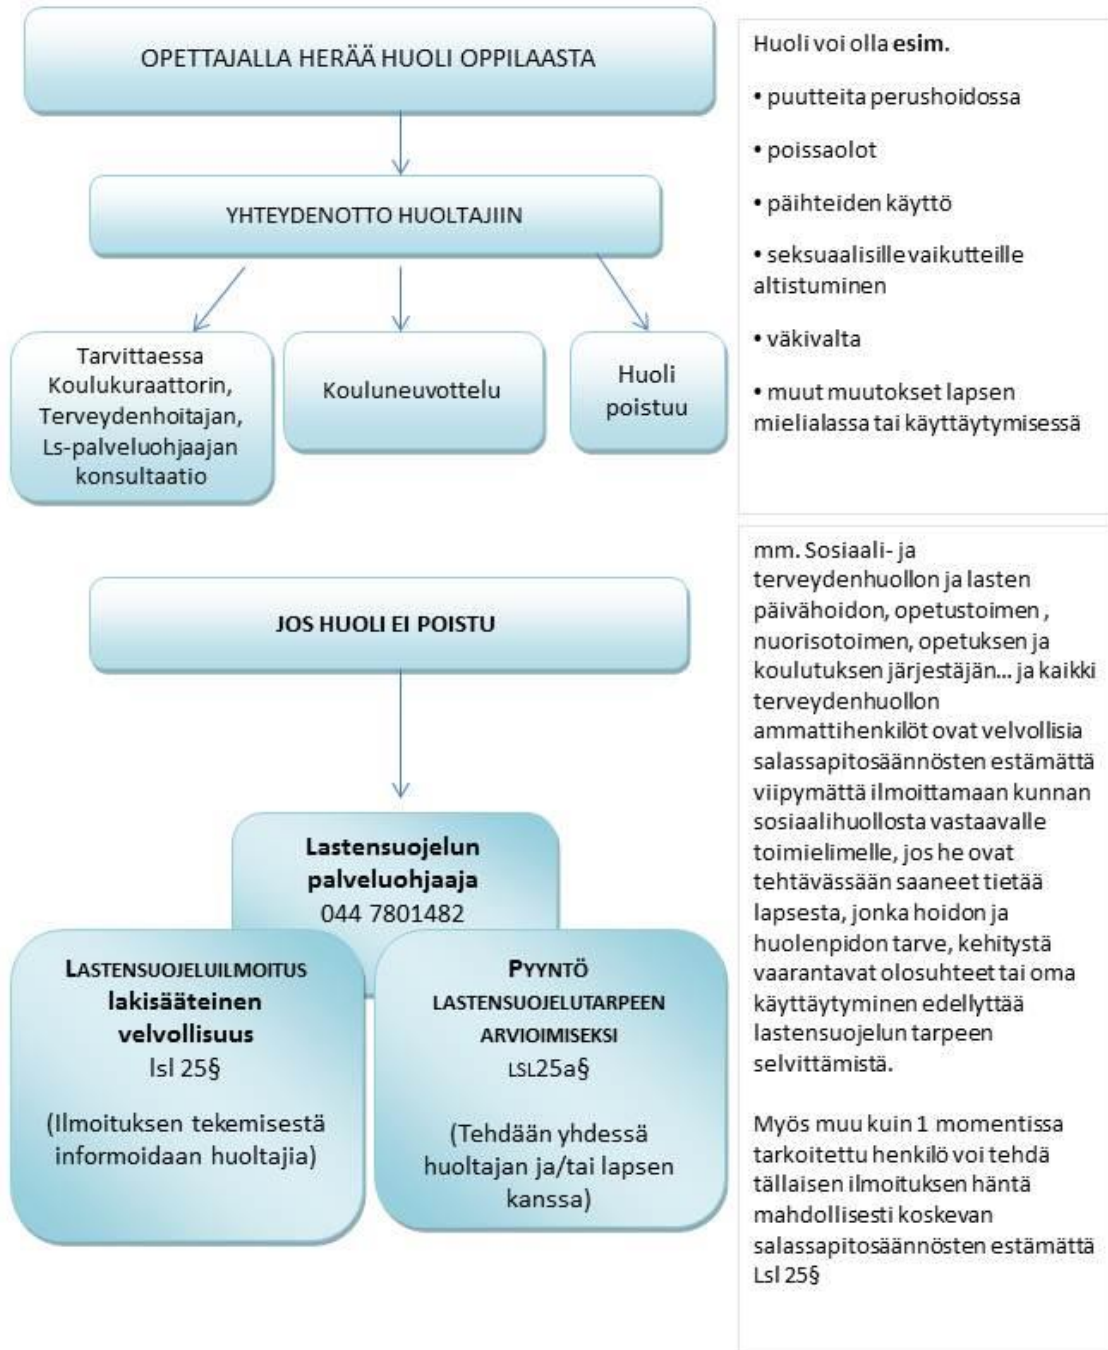 OPETTAJALLA HERÄÄ HUOLI OPPILAASTA
YHTEYDENOTTO HUOLTAJIIN
Tarvittaessa
Koulukuraattorin,
Terveydenhoitajan,
Ls-palveluohjaajan
konsultaatio
Kouluneuvottelu
Huoli
poistuu
Huoli voi olla esim.
• puutteita perushoidossa
• poissaolot
• päihteiden käyttö
• seksuaalisille vaikutteille
altistuminen
• väkivalta
• muut muutokset lapsen
mielialassa tai käyttäytymisessä
JOS HUOLI EI POISTU
Lastensuojelun
palveluohjaaja
044 7801482
LASTENSUOJELUILMOITUS
lakisääteinen
velvollisuus
lsl 25§
(Ilmoituksen tekemisestä
informoidaan huoltajia)
PYYNTÖ
LASTENSUOJELUTARPEEN
ARVIOIMISEKSI
LSL25a§
(Tehdään yhdessä
huoltajan ja/tai lapsen
kanssa)
mm. Sosiaali- ja
terveydenhuollon ja lasten
päivähoidon, opetustoimen ,
nuorisotoimen, opetuksen ja
koulutuksen järjestäjän... ja kaikki
terveydenhuollon
ammattihenkilöt ovat velvollisia
salassapitosäännösten estämättä
viipymättä ilmoittamaan kunnan
sosiaalihuollosta vastaavalle
toimielimelle, jos he ovat
tehtävässään saaneet tietää
lapsesta, jonka hoidon ja
huolenpidon tarve, kehitystä
vaarantavat olosuhteet tai oma
käyttäytyminen edellyttää
lastensuojelun tarpeen
selvittämistä.
Myös muu kuin 1 momentissa
tarkoitettu henkilö voi tehdä
tällaisen ilmoituksen häntä
mahdollisesti koskevan
salassapitosäännösten estämättä
Lsl 25§